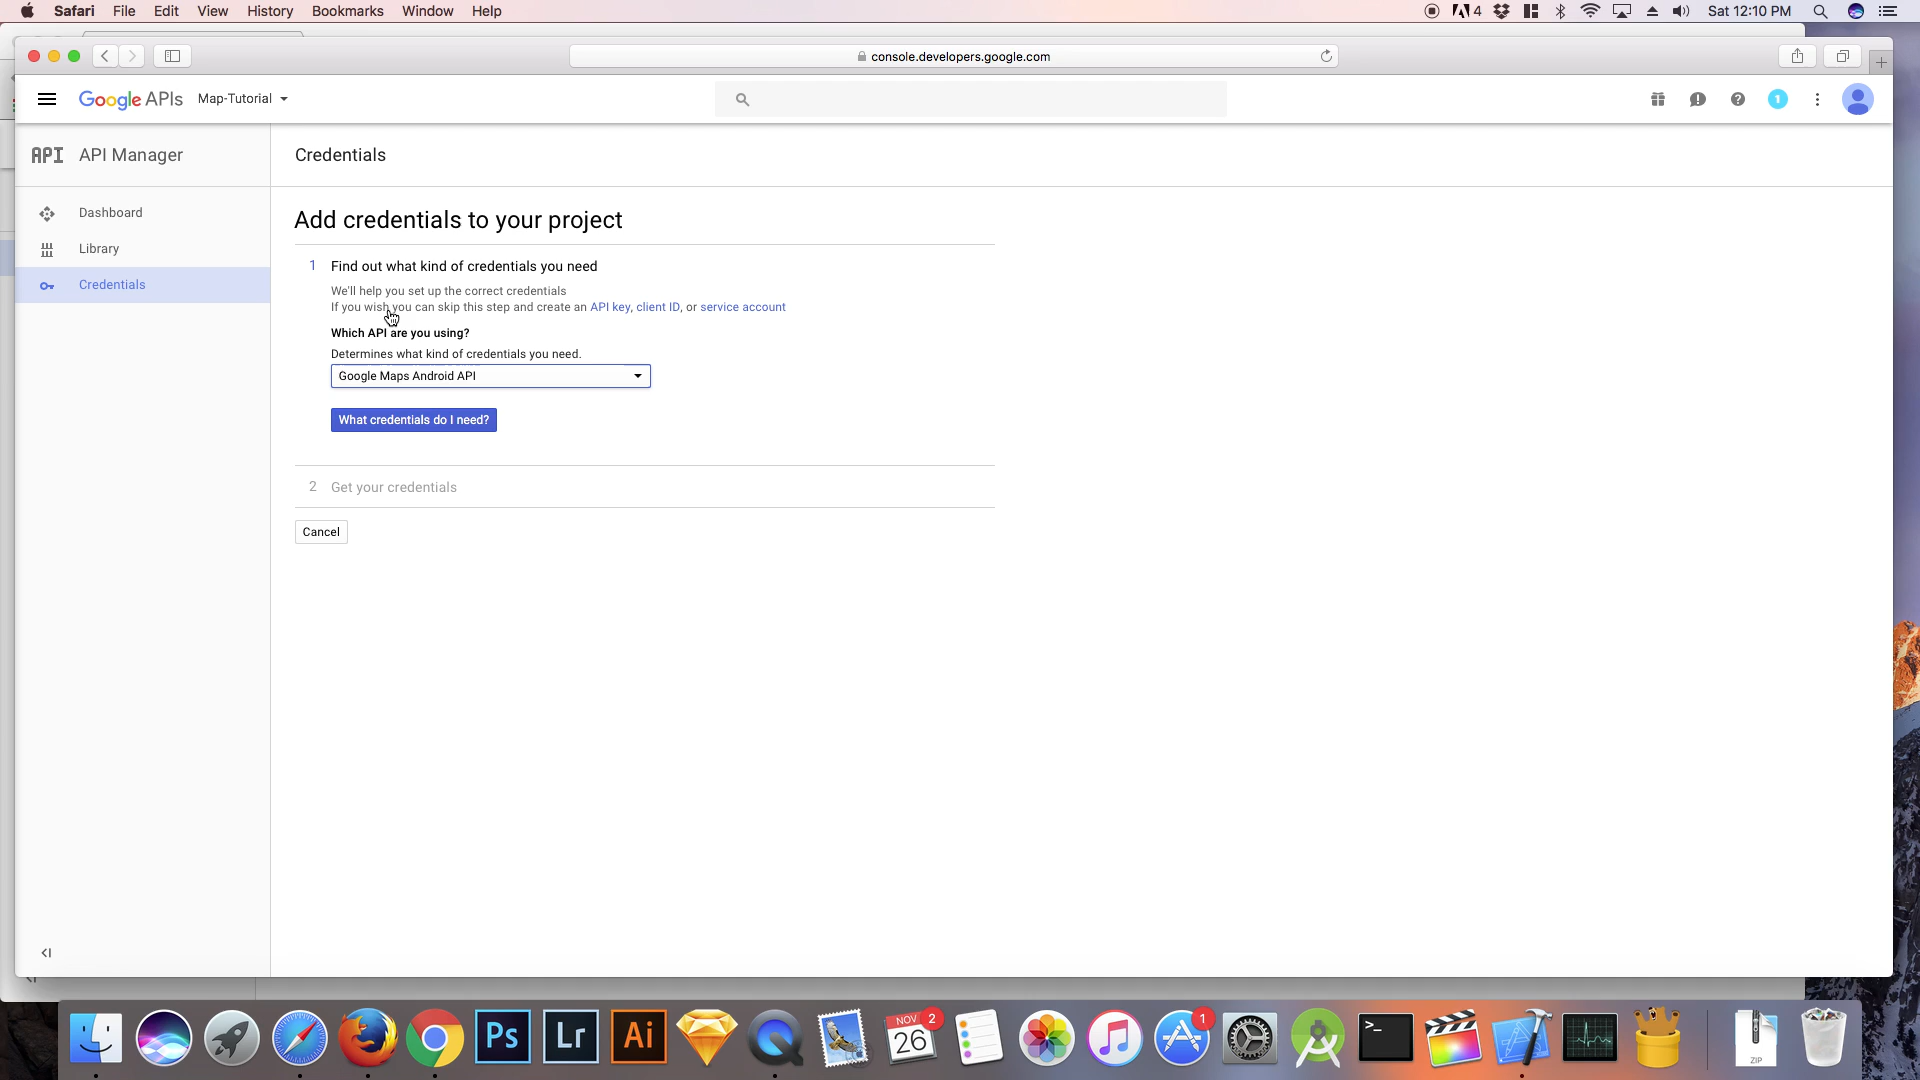 Safari File Edit View History Bookmarks Window Help
4
Sat 12:10 PM
console.developers.google.com
Google APIs
Map-Tutorial
1
API
API Manager
Credentials
Dashboard
Library
Credentials
Add credentials to your project
1 Find out what kind of credentials you need
We'll help you set up the correct credentials
If you wish you can skip this step and create an API key, client ID, or service account
Which API are you using?
Determines what kind of credentials you need.
Google Maps Android API
What credentials do I need?
2 Get your credentials
Cancel
Ps
Lr
Ai
NOV
26
2
1
>_
ZIP